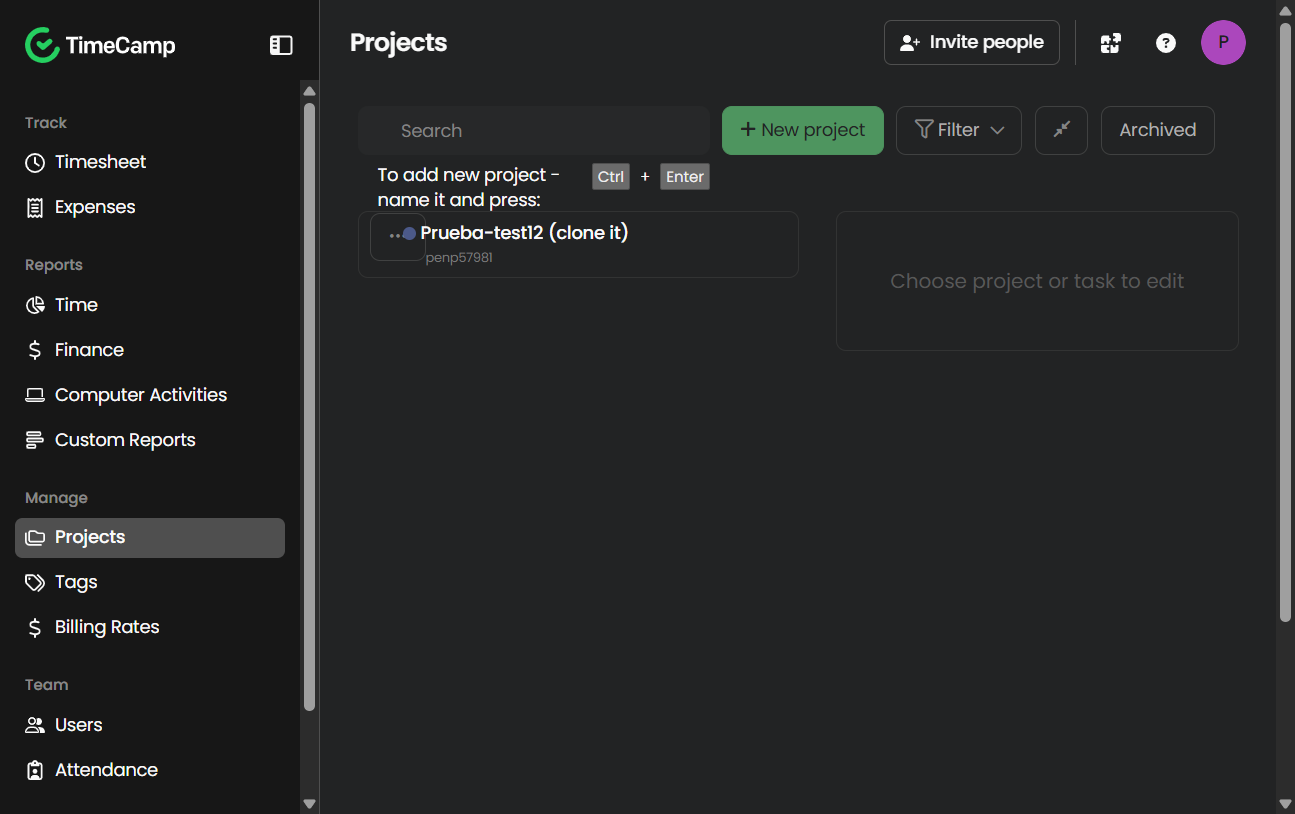 TimeCamp
Track
Timesheet
Expenses
Reports
Time
Finance
Computer Activities
Custom Reports
Manage
Projects
Tags
Billing Rates
Team
Users
Attendance
Projects
Invite people
P
Search
+ New project
Filter
Archived
To add new project -
name it and press:
Ctrl + Enter
Prueba-test12 (clone it)
penp57981
Choose project or task to edit